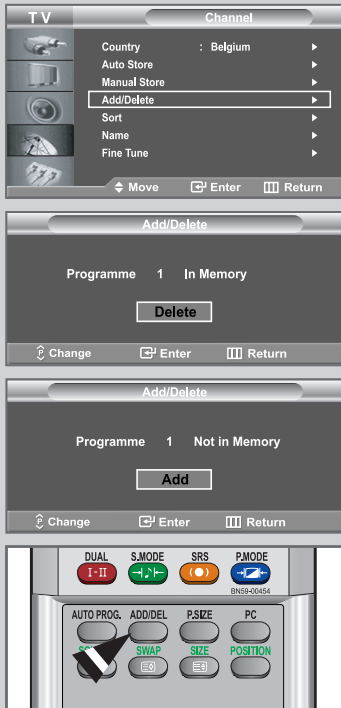 TV
Channel
Country : Belgium
Auto Store
Manual Store
Add/Delete
Sort
Name
Fine Tune
Move Enter Return
Add/Delete
Programme 1 In Memory
Delete
P Change Enter Return
Add/Delete
Programme 1 Not in Memory
Add
P Change Enter Return
DUAL S.MODE SRS P.MODE
I-II
BN59-00454
AUTO PROG. ADD/DEL P.SIZE PC
SWAP SIZE POSITION